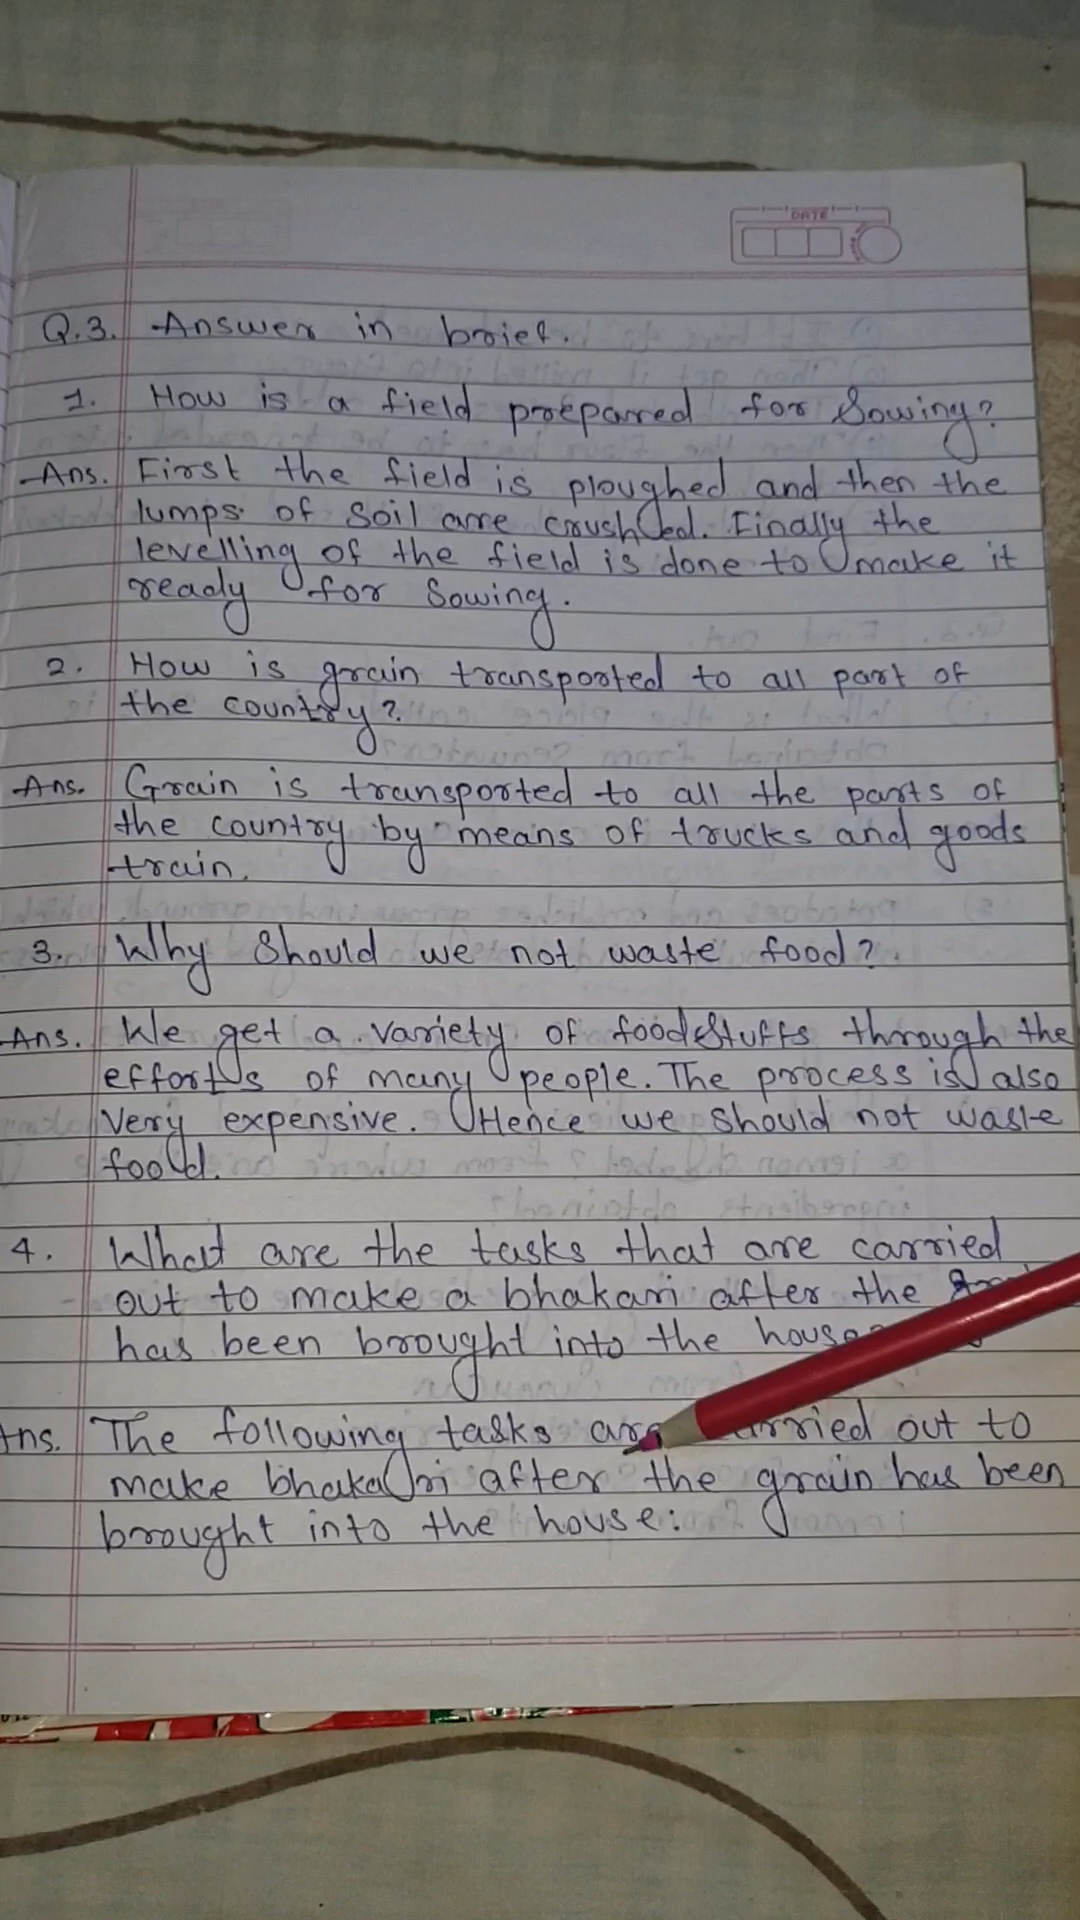 DATE
Q.3. Answer in brief.
1. How is a field prepared for Sowing?
Ans. First the field is ploughed and then the
lumps of soil are crushed. Finally the
levelling of the field is done to make it
ready for Sowing.
2. How is grain transported to all part of
the country?
Ans. Grain is transported to all the parts of
the country by means of trucks and goods
train.
3. Why Should we not waste food?
Ans. We get a variety of foodstuffs through the
efforts of many people. The process is also
Very expensive. Hence we should not waste
food.
4. What are the tasks that are carried
out to make a bhakari after the
has been brought into the house
Ans. The following tasks are carried out to
make bhakari after the grain has been
brought into the house: